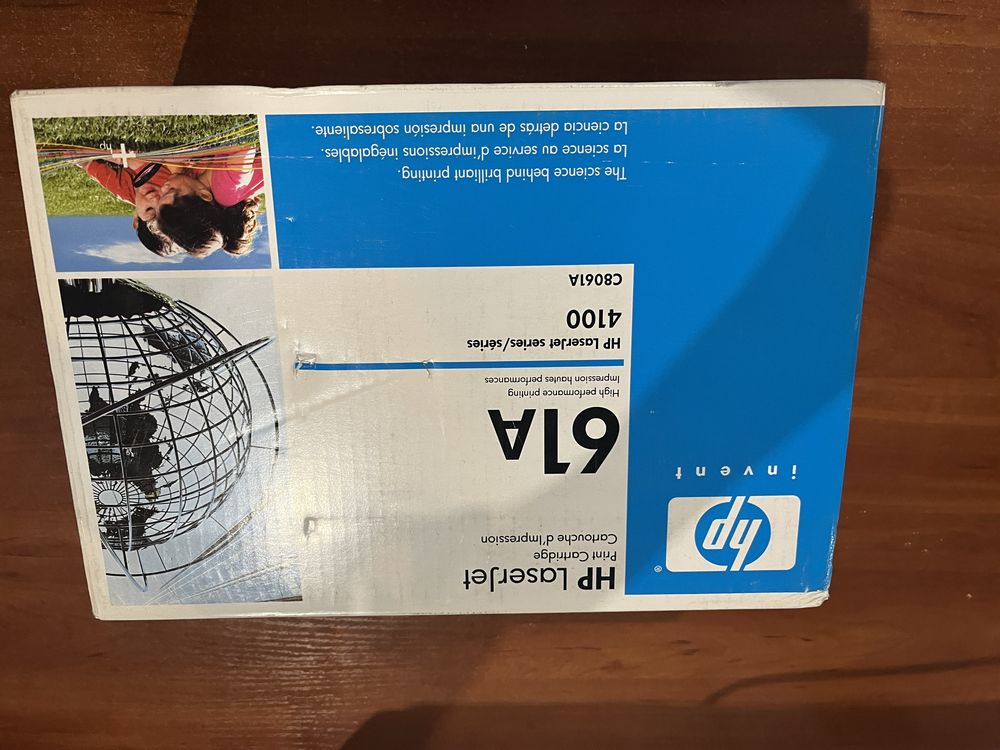 hp
®
invent
HP LaserJet
Print Cartridge
Cartouche d'Impression
61A
High performance printing
Impression hautes performances
HP LaserJet series/séries
4100
C8061A
The science behind brilliant printing.
La science au service d'impressions inégalables.
La ciencia detrás de una impresión sobresaliente.
+
hp